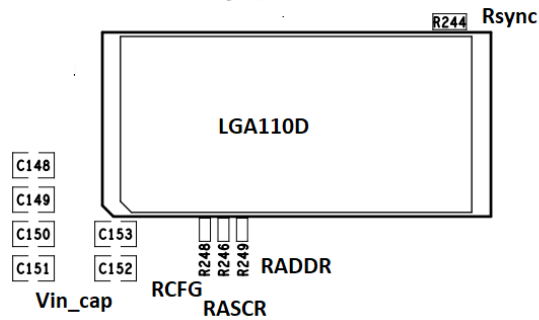 R244 Rsync
LGA110D
C148
C149
C150 C153
C151 C152
R248 R246 R249 RADDR
Vin_cap RCFG
RASCR